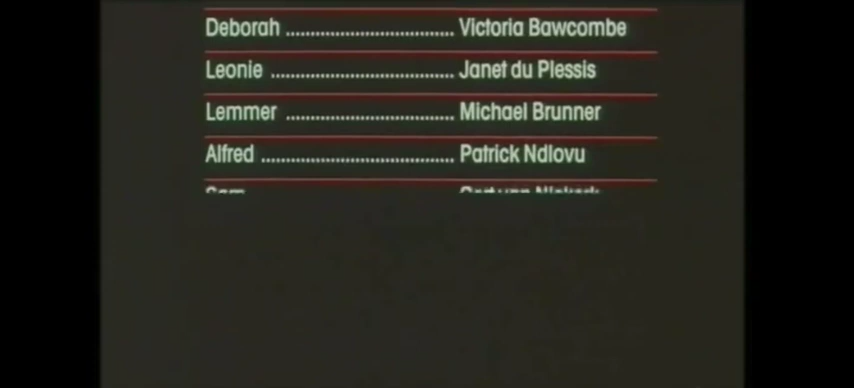 Deborah .................................. Victoria Bawcombe
Leonie ..................................... Janet du Plessis
Lemmer .................................. Michael Brunner
Alfred ....................................... Patrick Ndlovu